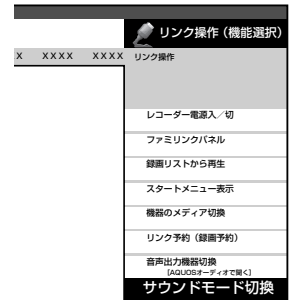 リンク操作（機能選択）
X XXXX XXXX リンク操作
レコーダー電源入／切
ファミリンクパネル
録画リストから再生
スタートメニュー表示
機器のメディア切換
リンク予約（録画予約）
音声出力機器切換
［AQUOSオーディオで聞く］
サウンドモード切換